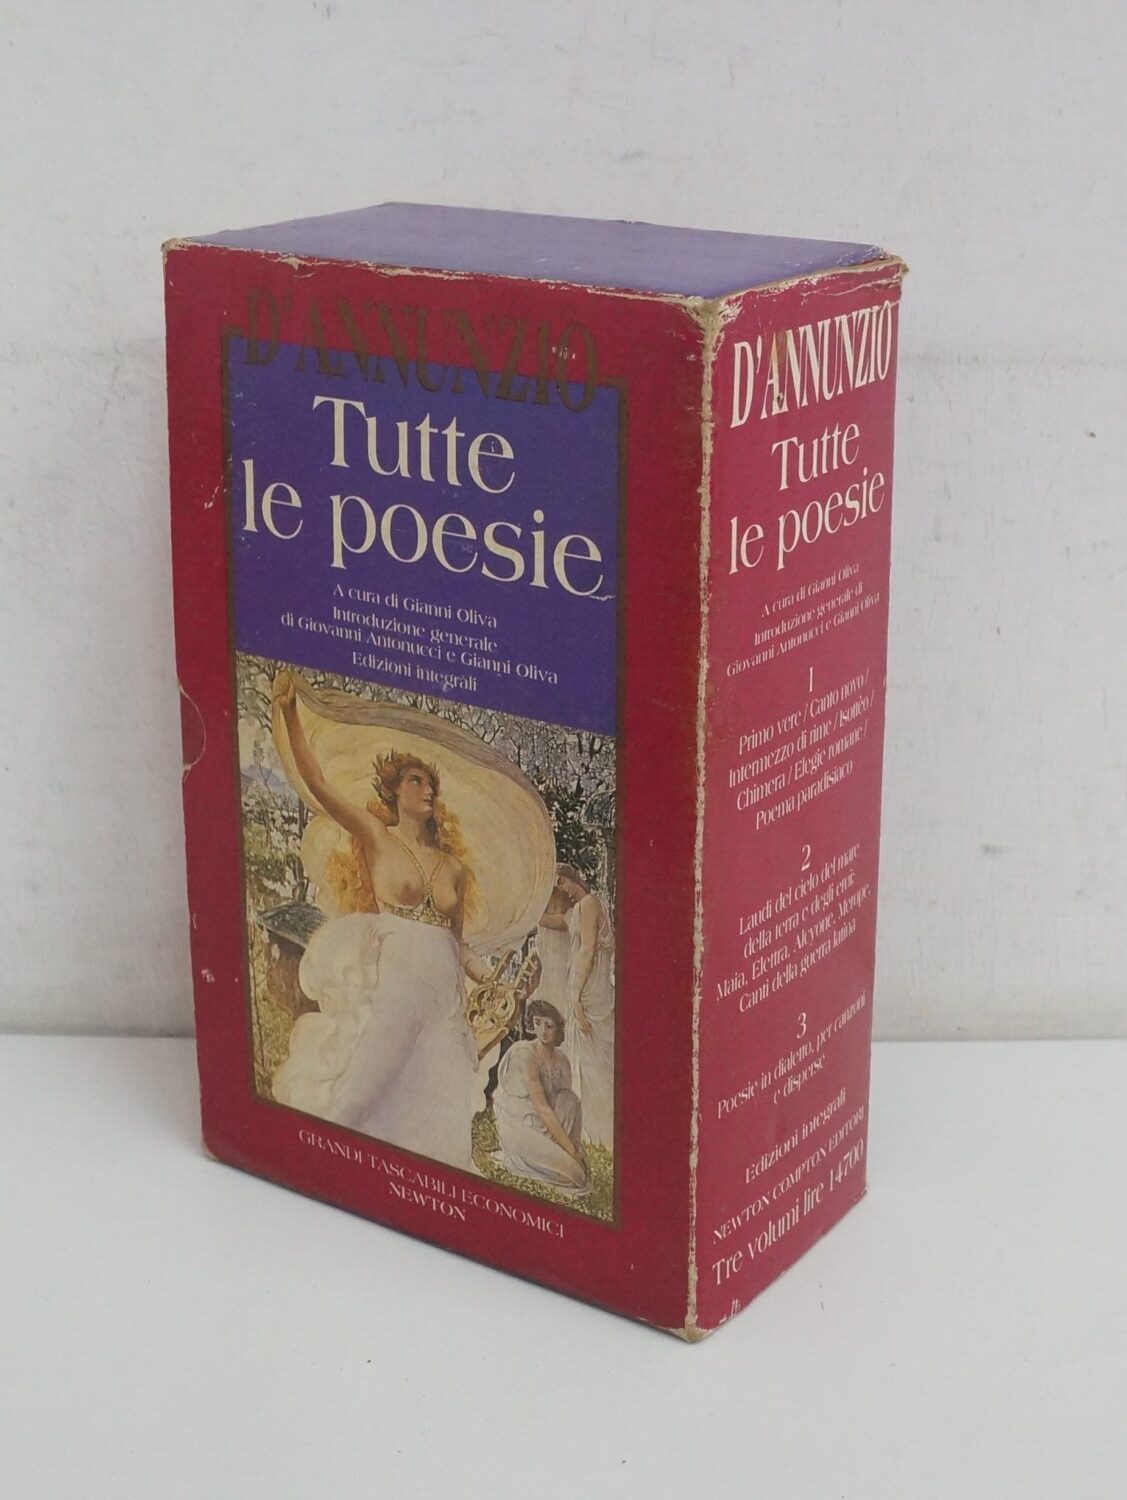 D'ANNUNZIO
Tutte
le poesie
A cura di Gianni Oliva
Introduzione generale
di Giovanni Antonucci e Gianni Oliva
Edizioni integrali
GRANDI TASCABILI ECONOMICI
NEWTON
D'ANNUNZIO
Tutte
le poesie
A cura di Gianni Oliva
Introduzione generale di
Giovanni Antonucci e Gianni Oliva
1
Primo vere / Canto novo /
Intermezzo di rime / Isottèo /
Chimera / Elegie romane /
Poema paradisiaco
2
Laudi del cielo del mare
della terra e degli eroi:
Maia, Elettra, Alcyone, Merope,
Canti della guerra latina
3
Poesie in dialetto, per canzoni
e disperse
Edizioni integrali
NEWTON COMPTON EDITORI
Tre volumi lire 14700